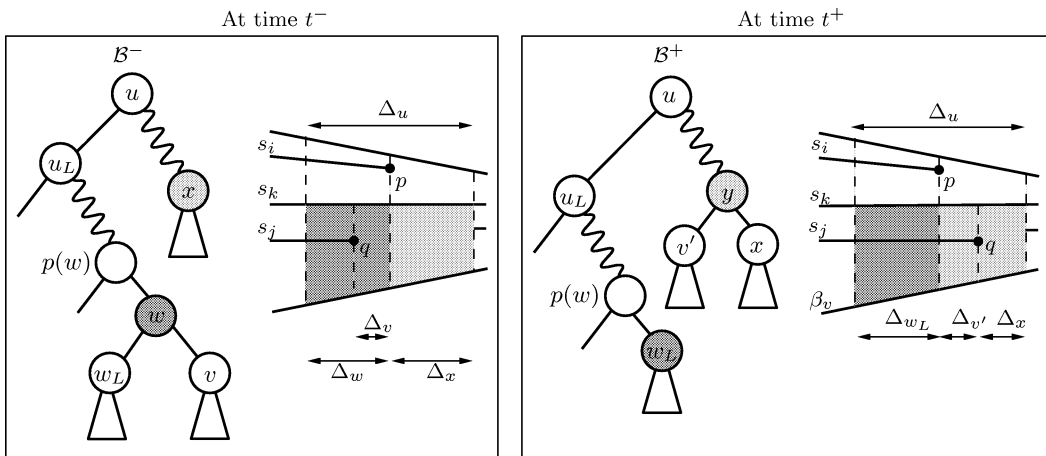 At time t⁻
At time t⁺
ℬ⁻
u
u_L
x
p(w)
w
w_L
v
Δ_u
s_i
p
s_k
s_j
q
Δ_v
Δ_w
Δ_x
ℬ⁺
u
u_L
y
v′
x
p(w)
w_L
Δ_u
s_i
p
s_k
s_j
q
β_v
Δ_{w_L}
Δ_{v′}
Δ_x